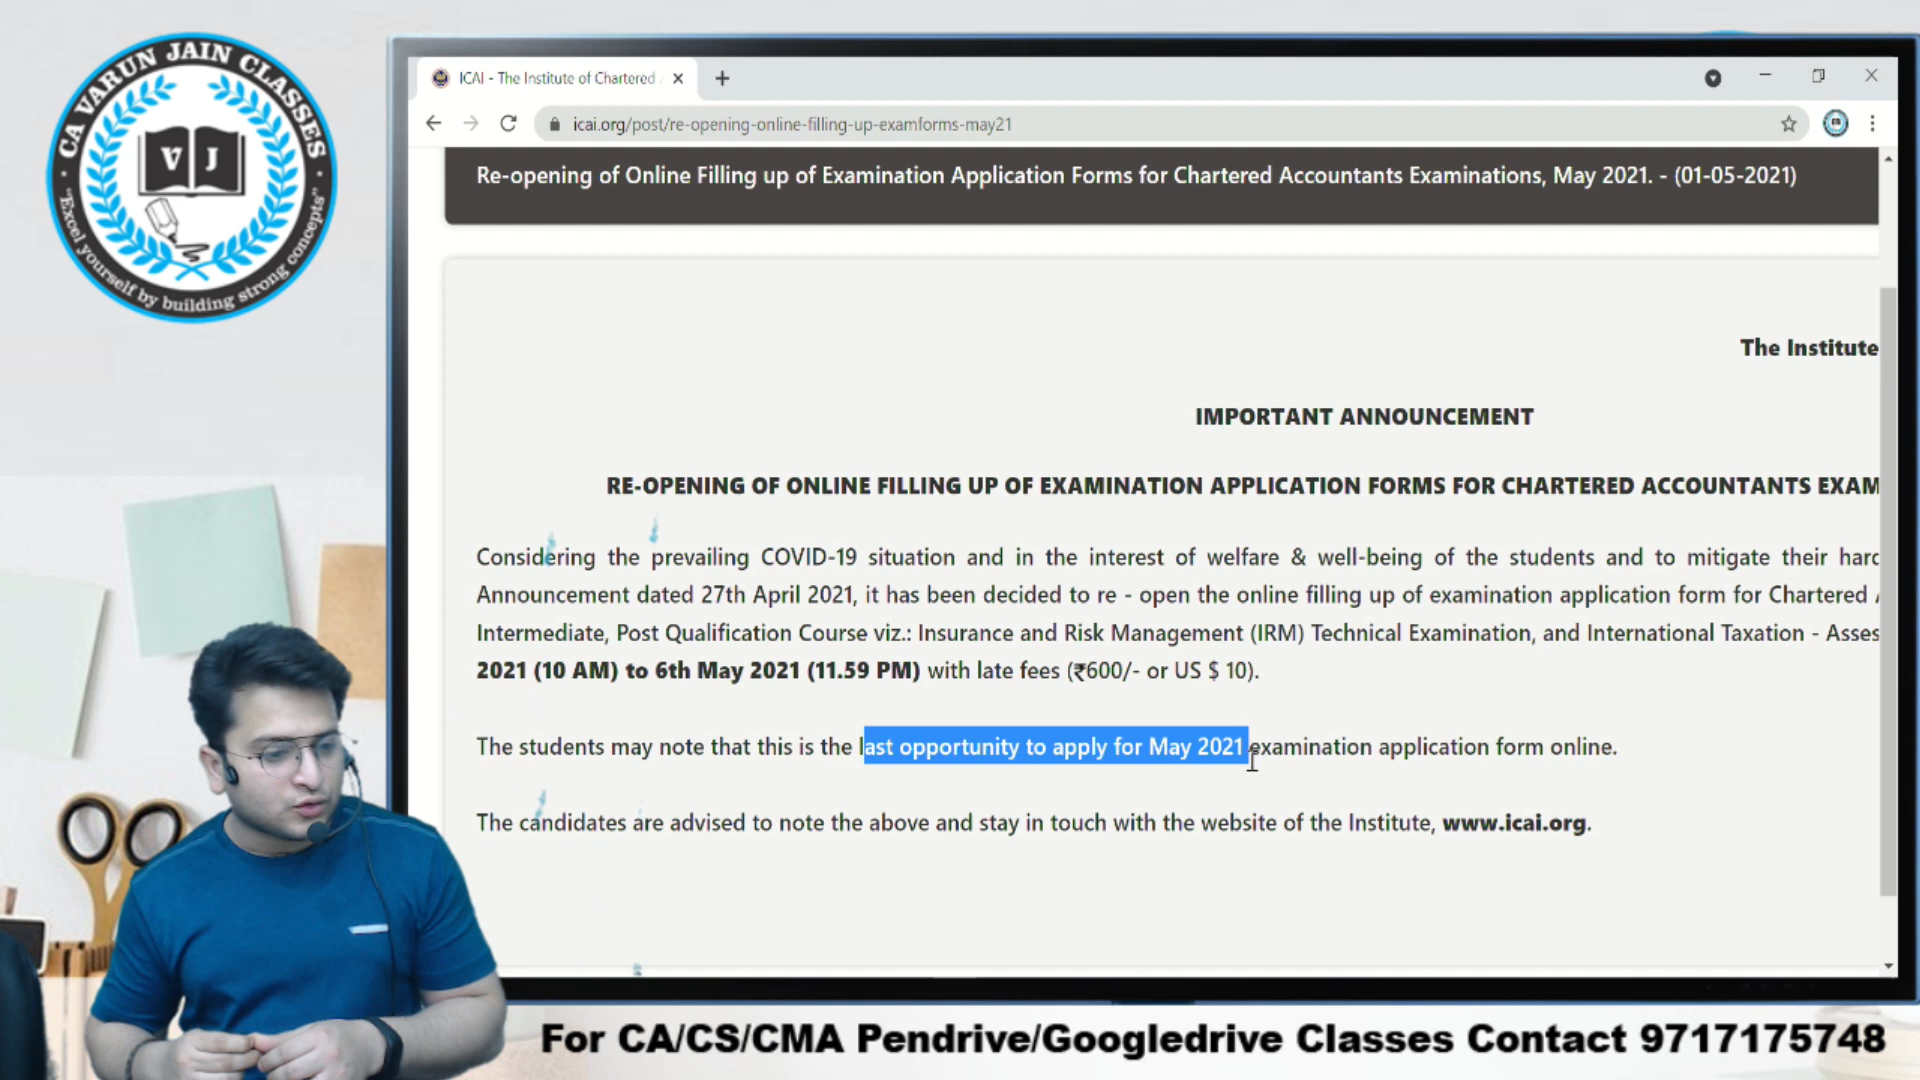 CA VARUN JAIN CLASSES
V J
"Excel yourself by building strong concepts"
ICAI - The Institute of Chartered
icai.org/post/re-opening-online-filling-up-examforms-may21
Re-opening of Online Filling up of Examination Application Forms for Chartered Accountants Examinations, May 2021. - (01-05-2021)
The Institute
IMPORTANT ANNOUNCEMENT
RE-OPENING OF ONLINE FILLING UP OF EXAMINATION APPLICATION FORMS FOR CHARTERED ACCOUNTANTS EXAM
Considering the prevailing COVID-19 situation and in the interest of welfare & well-being of the students and to mitigate their hard
Announcement dated 27th April 2021, it has been decided to re - open the online filling up of examination application form for Chartered
Intermediate, Post Qualification Course viz.: Insurance and Risk Management (IRM) Technical Examination, and International Taxation - Asses
2021 (10 AM) to 6th May 2021 (11.59 PM) with late fees (₹600/- or US $ 10).
The students may note that this is the last opportunity to apply for May 2021 examination application form online.
The candidates are advised to note the above and stay in touch with the website of the Institute, www.icai.org.
For CA/CS/CMA Pendrive/Googledrive Classes Contact 9717175748